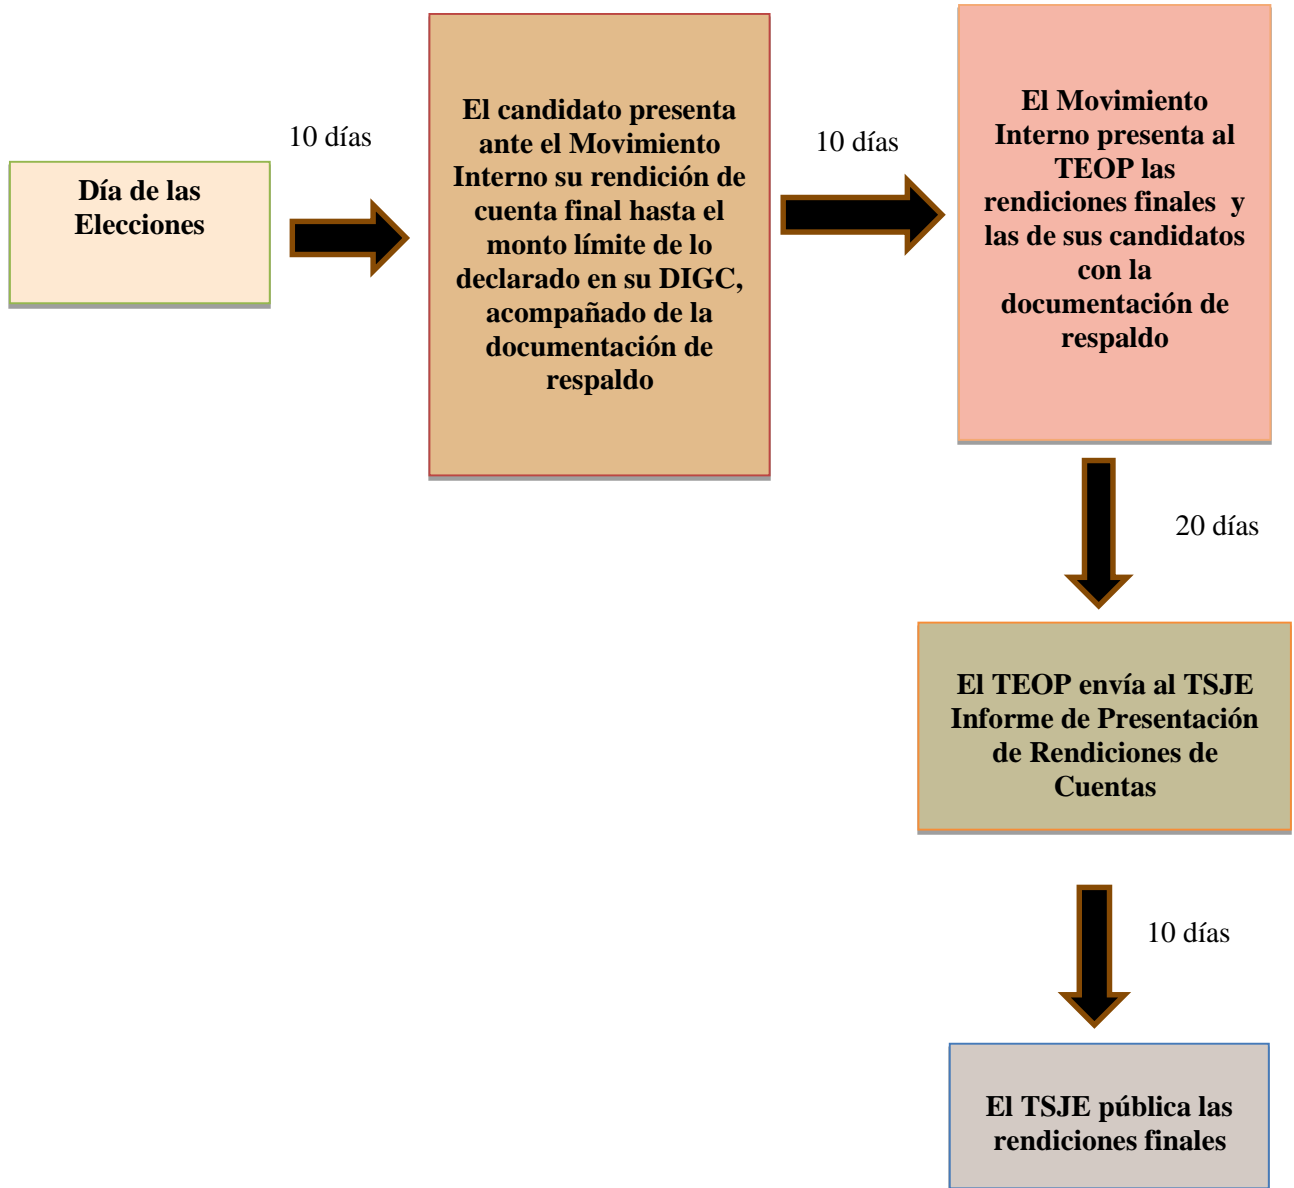 Día de las
Elecciones
10 días
El candidato presenta
ante el Movimiento
Interno su rendición de
cuenta final hasta el
monto límite de lo
declarado en su DIGC,
acompañado de la
documentación de
respaldo
10 días
El Movimiento
Interno presenta al
TEOP las
rendiciones finales y
las de sus candidatos
con la
documentación de
respaldo
20 días
El TEOP envía al TSJE
Informe de Presentación
de Rendiciones de
Cuentas
10 días
El TSJE pública las
rendiciones finales